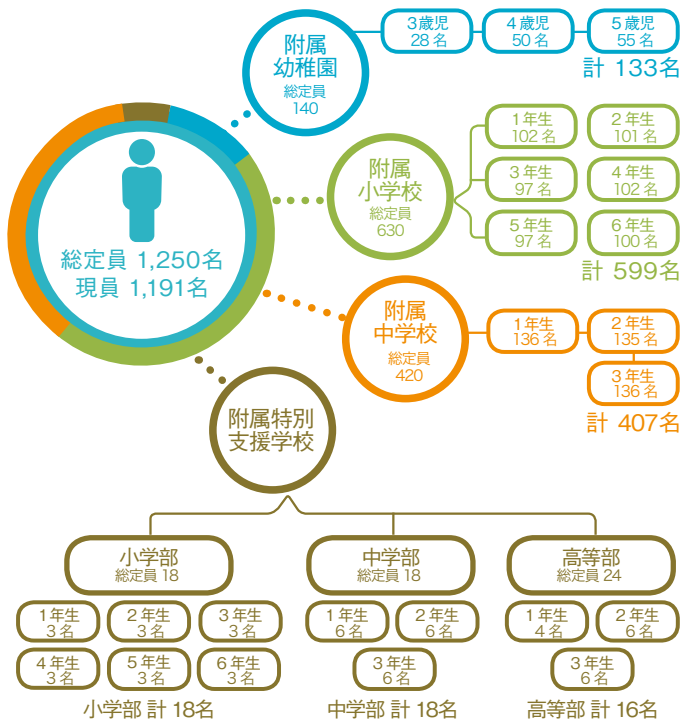 附属
幼稚園
総定員
140
3歳児
28名
4歳児
50名
5歳児
55名
計 133名
総定員 1,250名
現員 1,191名
附属
小学校
総定員
630
1年生
102名
2年生
101名
3年生
97名
4年生
102名
5年生
97名
6年生
100名
計 599名
附属
中学校
総定員
420
1年生
136名
2年生
135名
3年生
136名
計 407名
附属特別
支援学校
小学部
総定員 18
1年生
3名
2年生
3名
3年生
3名
4年生
3名
5年生
3名
6年生
3名
小学部 計 18名
中学部
総定員 18
1年生
6名
2年生
6名
3年生
6名
中学部 計 18名
高等部
総定員 24
1年生
4名
2年生
6名
3年生
6名
高等部 計 16名